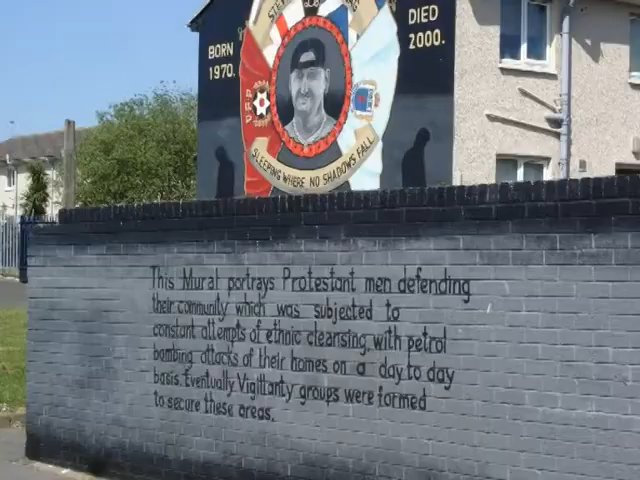 BORN
1970.
DIED
2000.
SLEEPING WHERE NO SHADOWS FALL
This Mural portrays Protestant men defending
their community which was subjected to
constant attempts of ethnic cleansing, with petrol
bombing attacks of their homes on a day to day
basis. Eventually Vigillanty groups were formed
to secure these areas.